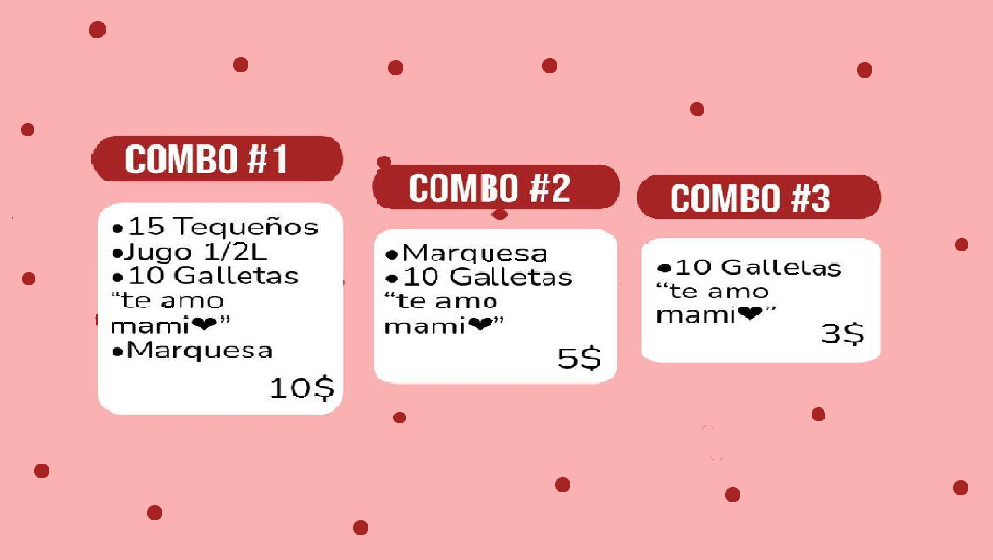 COMBO #1
•15 Tequeños
•Jugo 1/2L
•10 Galletas
“te amo
mami❤”
•Marquesa
10$
COMBO #2
•Marquesa
•10 Galletas
“te amo
mami❤”
5$
COMBO #3
•10 Galletas
“te amo
mami❤”
3$